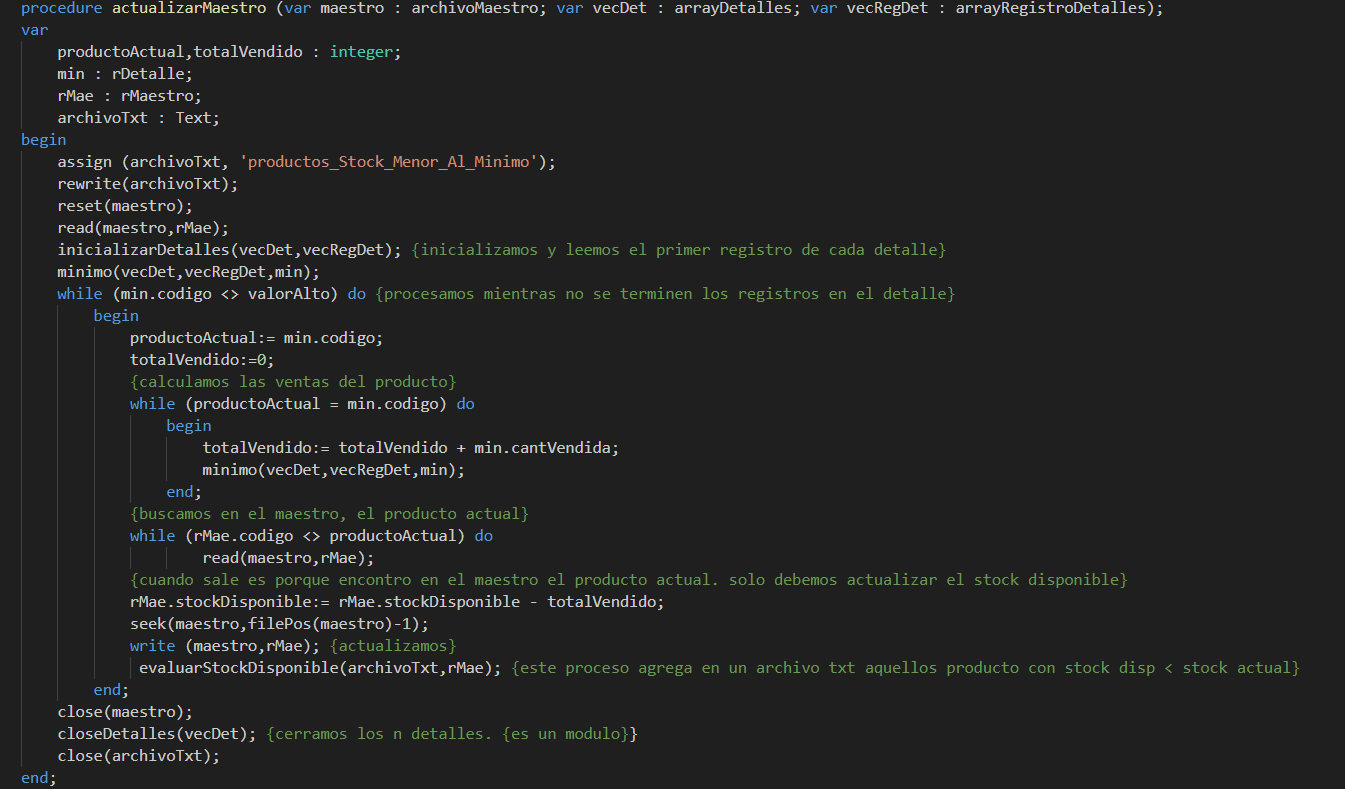 procedure actualizarMaestro (var maestro : archivoMaestro; var vecDet : arrayDetalles; var vecRegDet : arrayRegistroDetalles);
var
    productoActual,totalVendido : integer;
    min : rDetalle;
    rMae : rMaestro;
    archivoTxt : Text;
begin
    assign (archivoTxt, 'productos_Stock_Menor_Al_Minimo');
    rewrite(archivoTxt);
    reset(maestro);
    read(maestro,rMae);
    inicializarDetalles(vecDet,vecRegDet); {inicializamos y leemos el primer registro de cada detalle}
    minimo(vecDet,vecRegDet,min);
    while (min.codigo <> valorAlto) do {procesamos mientras no se terminen los registros en el detalle}
        begin
            productoActual:= min.codigo;
            totalVendido:=0;
            {calculamos las ventas del producto}
            while (productoActual = min.codigo) do
                begin
                    totalVendido:= totalVendido + min.cantVendida;
                    minimo(vecDet,vecRegDet,min);
                end;
            {buscamos en el maestro, el producto actual}
            while (rMae.codigo <> productoActual) do
                    read(maestro,rMae);
            {cuando sale es porque encontro en el maestro el producto actual. solo debemos actualizar el stock disponible}
            rMae.stockDisponible:= rMae.stockDisponible - totalVendido;
            seek(maestro,filePos(maestro)-1);
            write (maestro,rMae); {actualizamos}
             evaluarStockDisponible(archivoTxt,rMae); {este proceso agrega en un archivo txt aquellos producto con stock disp < stock actual}
        end;
    close(maestro);
    closeDetalles(vecDet); {cerramos los n detalles. {es un modulo}}
    close(archivoTxt);
end;